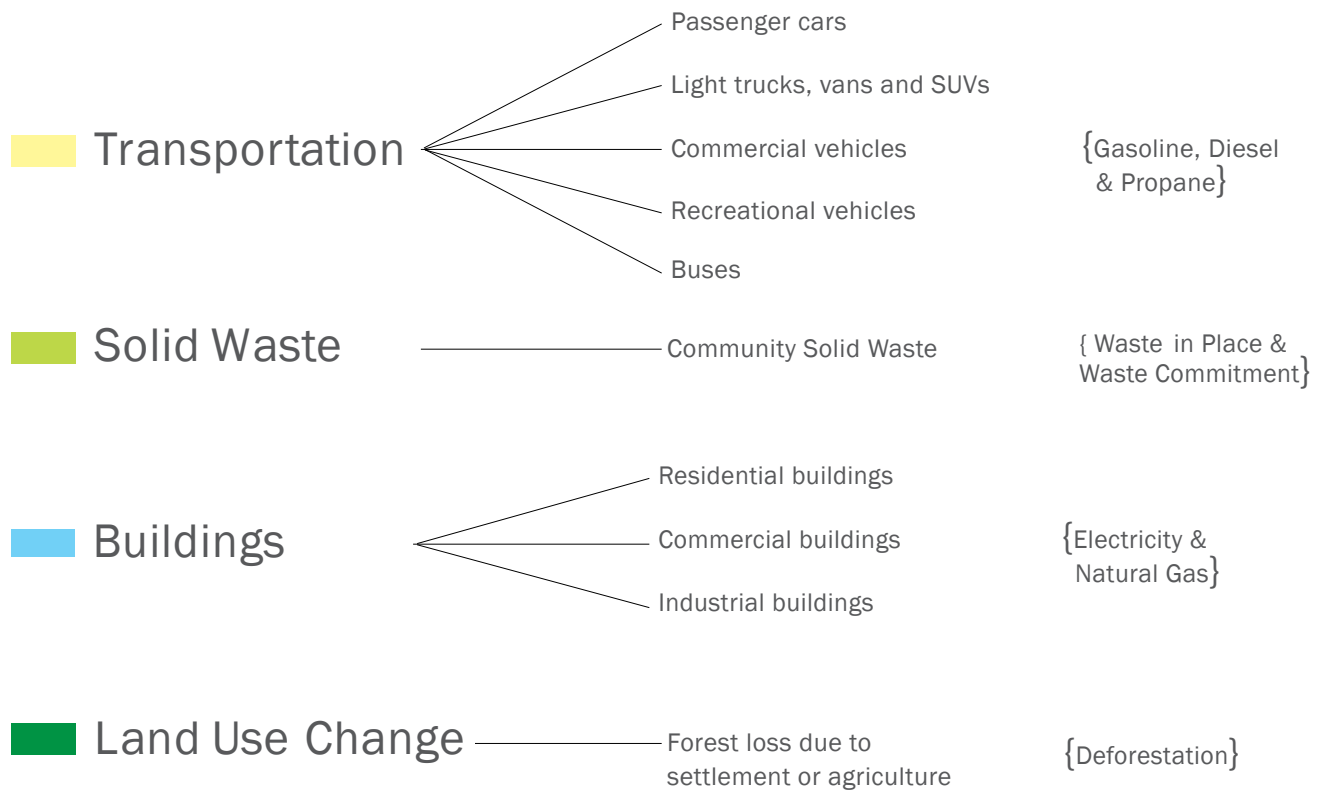 Passenger cars
Light trucks, vans and SUVs
Transportation
Commercial vehicles
{Gasoline, Diesel
& Propane}
Recreational vehicles
Buses
Solid Waste
Community Solid Waste
{ Waste in Place &
Waste Commitment}
Residential buildings
Buildings
Commercial buildings
{Electricity &
Natural Gas}
Industrial buildings
Land Use Change
Forest loss due to
settlement or agriculture
{Deforestation}